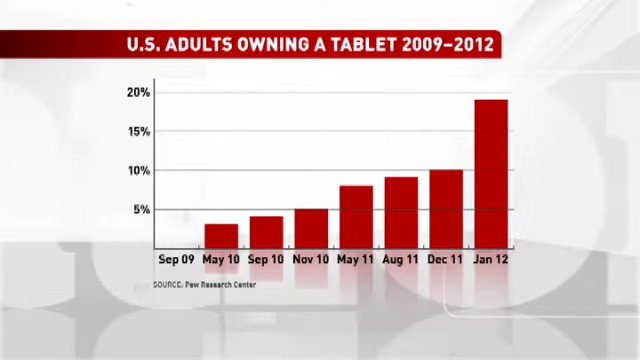 U.S. ADULTS OWNING A TABLET 2009–2012
20%
15%
10%
5%
Sep 09 May 10 Sep 10 Nov 10 May 11 Aug 11 Dec 11 Jan 12
SOURCE: Pew Research Center